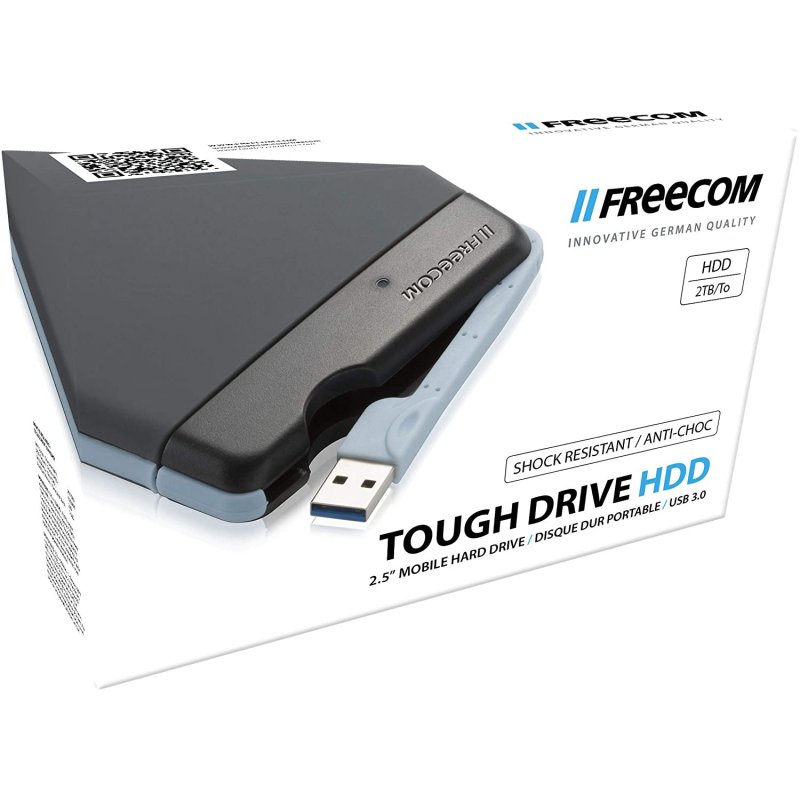 FREECOM
INNOVATIVE GERMAN QUALITY
FREECOM
INNOVATIVE GERMAN QUALITY
HDD
2TB/To
FREECOM
SHOCK RESISTANT / ANTI-CHOC
TOUGH DRIVE HDD
2.5” MOBILE HARD DRIVE / DISQUE DUR PORTABLE / USB 3.0